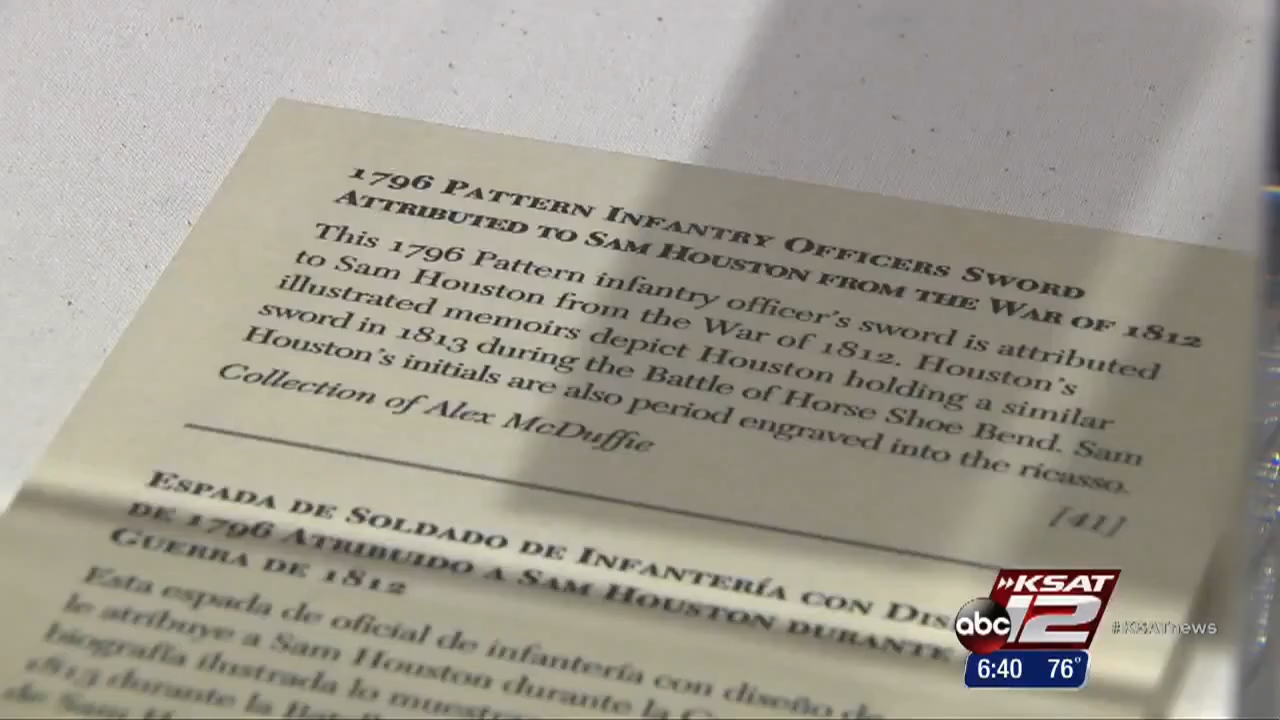 1796 Pattern Infantry Officers Sword
Attributed to Sam Houston from the War of 1812
This 1796 Pattern infantry officer's sword is attributed
to Sam Houston from the War of 1812. Houston's
illustrated memoirs depict Houston holding a similar
sword in 1813 during the Battle of Horse Shoe Bend. Sam
Houston's initials are also period engraved into the ricasso.
Collection of Alex McDuffie
[41]
Espada de Soldado de Infantería con
de 1796 Atribuido a Sam Houston durante
Guerra de 1812
Esta espada de oficial de infantería con diseño de
le atribuye a Sam Houston durante la
biografía ilustrada lo
1813 durante la
de Sam
KSAT
abc 12
#KSATnews
6:40 76°